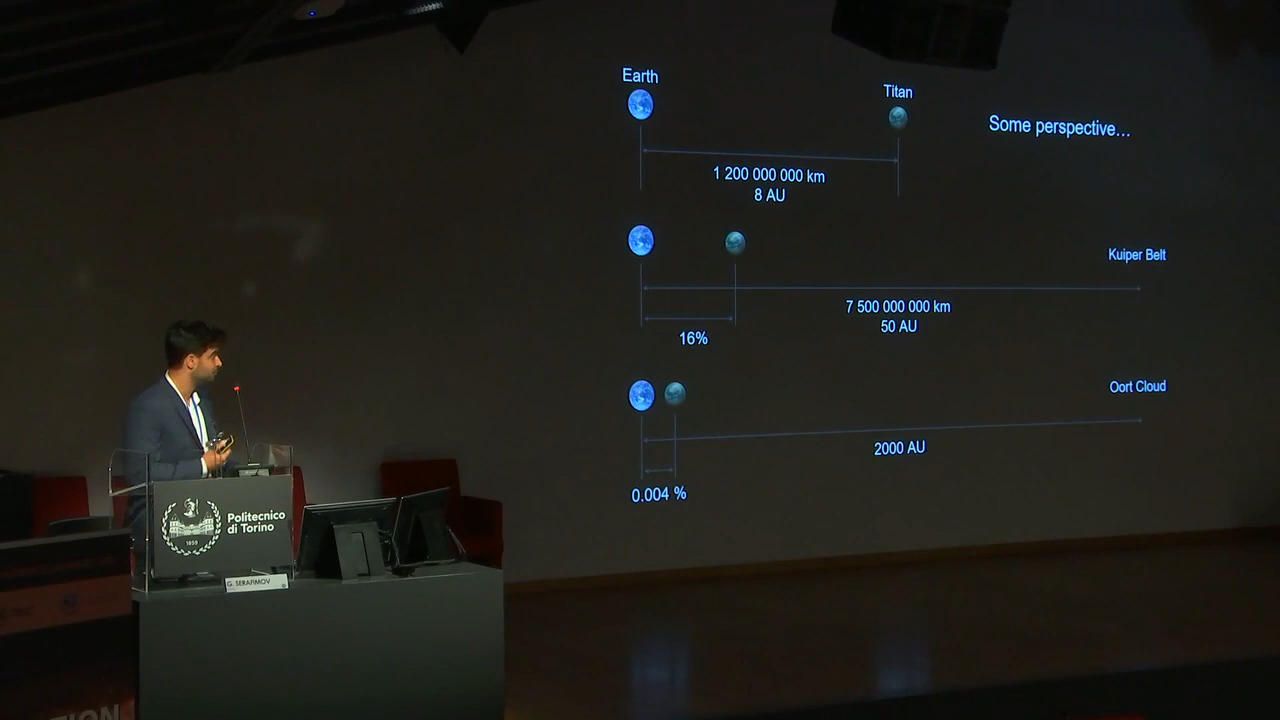 Earth
Titan
Some perspective...
1 200 000 000 km
8 AU
Kuiper Belt
7 500 000 000 km
50 AU
16%
Oort Cloud
2000 AU
0.004 %
Politecnico
di Torino
1859
G. SERAFIMOV